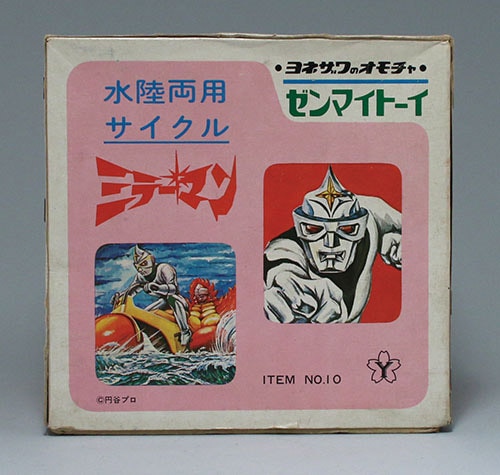 •ヨネザワのオモチャ•
ゼンマイトーイ
水陸両用
サイクル
ミラーマン
ITEM NO.10
Y
©円谷プロ